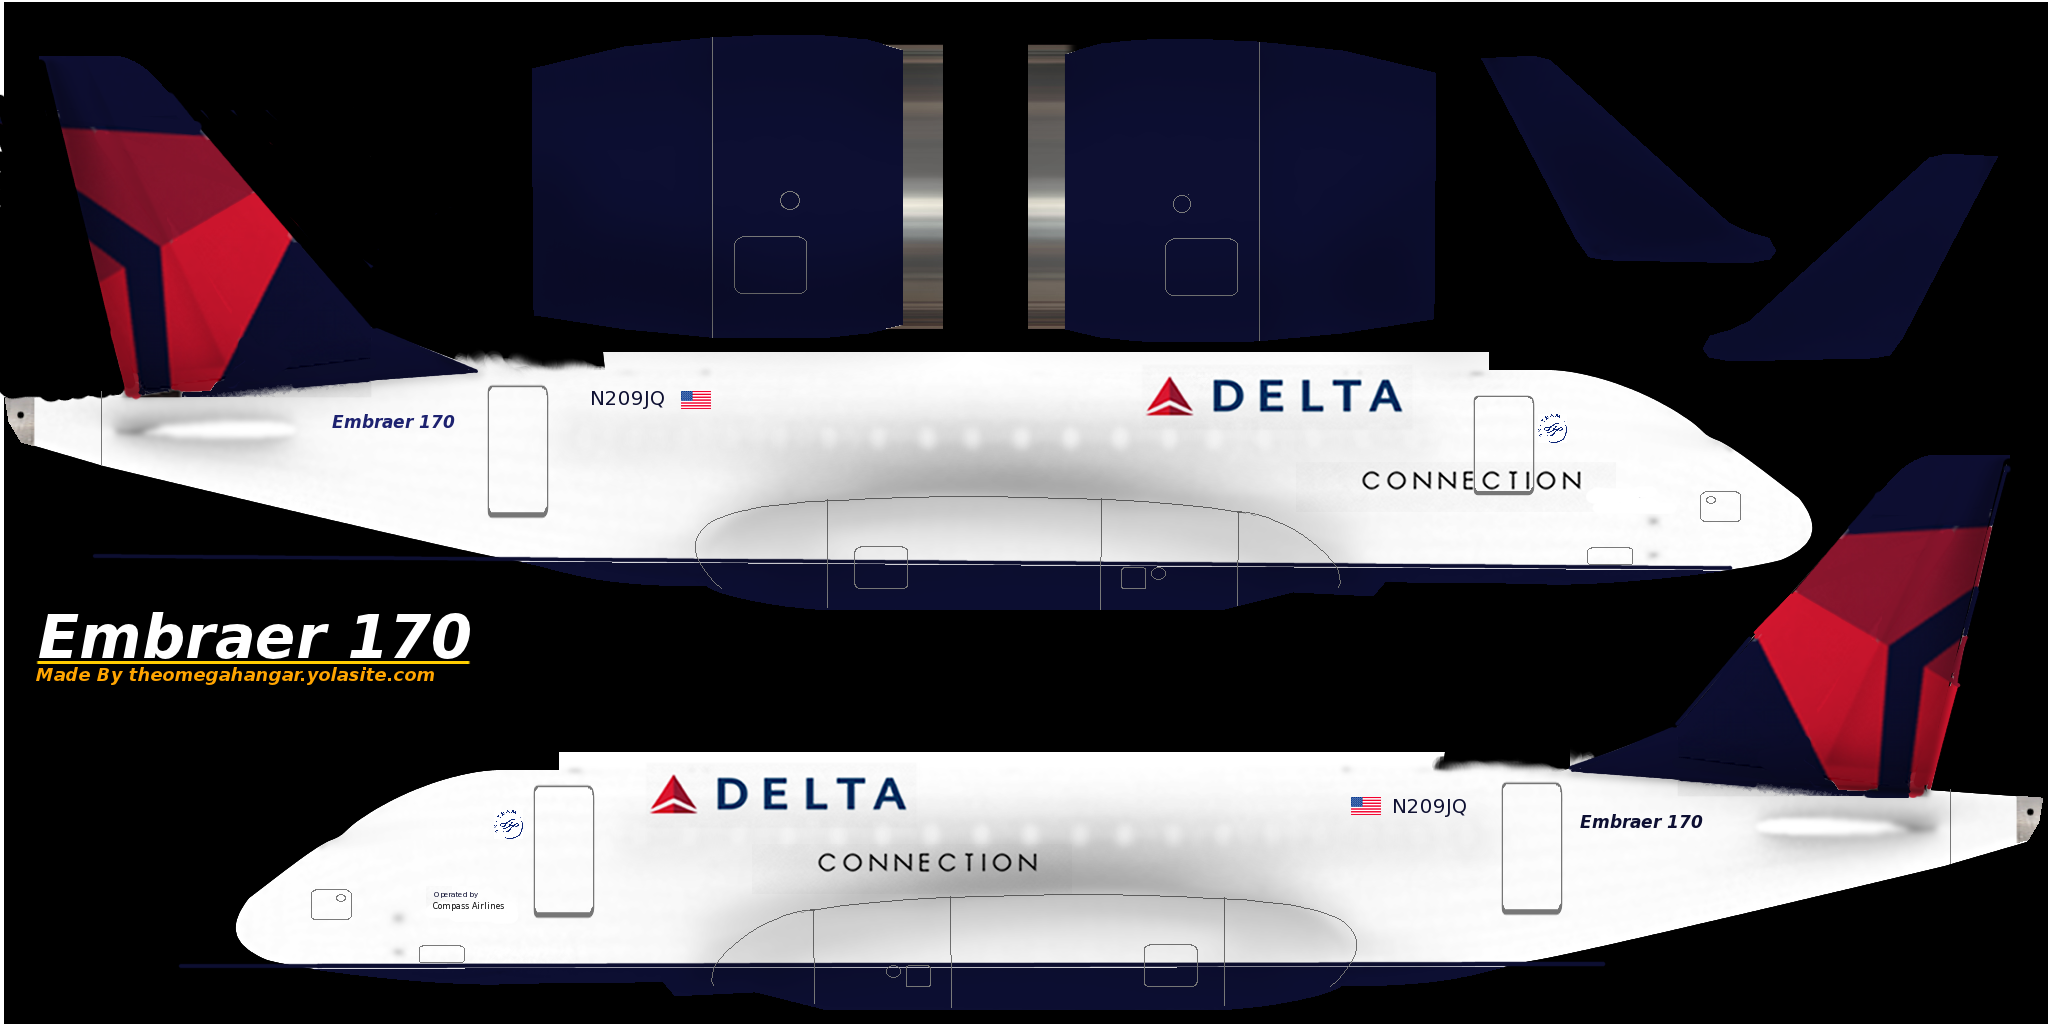 N209JQ
DELTA
Embraer 170
CONNECTION
Embraer 170
Made By theomegahangar.yolasite.com
DELTA
N209JQ
Embraer 170
CONNECTION
Operated by
Compass Airlines